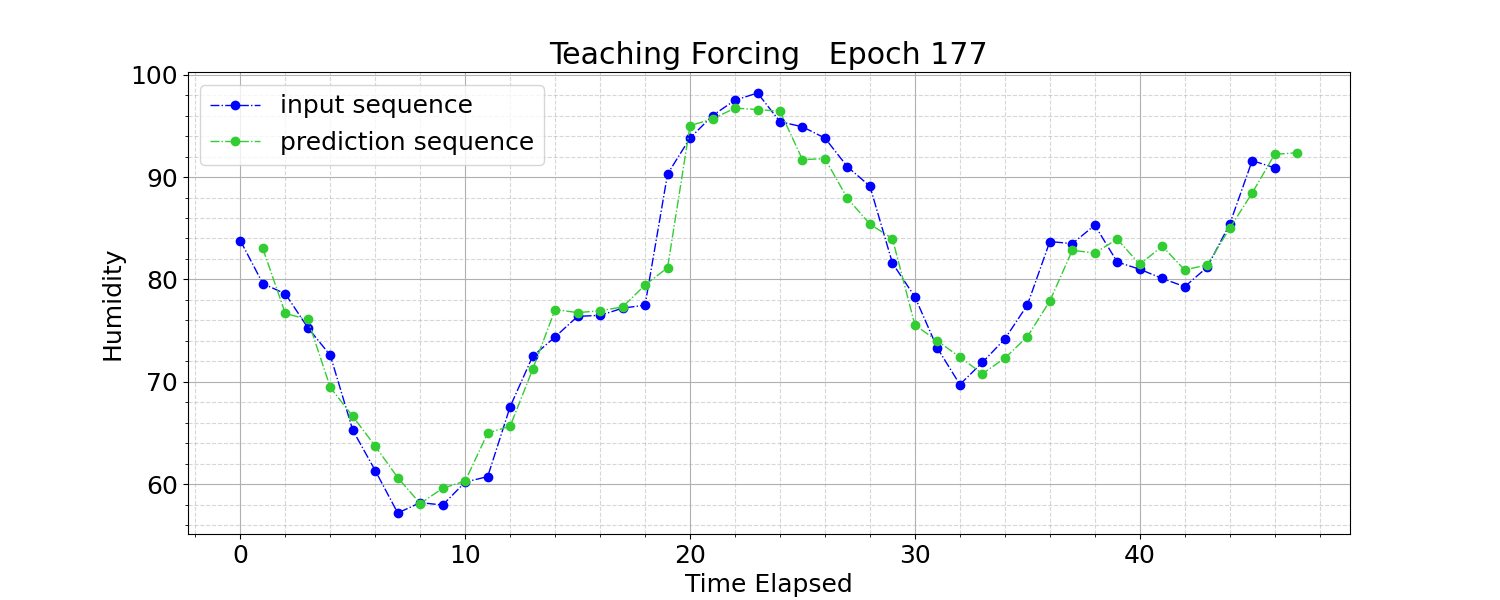 Teaching Forcing   Epoch 177
input sequence
prediction sequence
100
90
80
70
60
Humidity
0 10 20 30 40
Time Elapsed